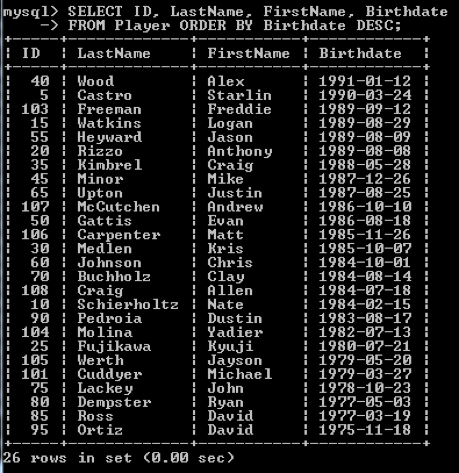 mysql> SELECT ID, LastName, FirstName, Birthdate
    -> FROM Player ORDER BY Birthdate DESC;
+-----+-------------+-----------+------------+
| ID  | LastName    | FirstName | Birthdate  |
+-----+-------------+-----------+------------+
|  40 | Wood        | Alex      | 1991-01-12 |
|   5 | Castro      | Starlin   | 1990-03-24 |
| 103 | Freeman     | Freddie   | 1989-09-12 |
|  15 | Watkins     | Logan     | 1989-08-29 |
|  55 | Heyward     | Jason     | 1989-08-09 |
|  20 | Rizzo       | Anthony   | 1989-08-08 |
|  35 | Kimbrel     | Craig     | 1988-05-28 |
|  45 | Minor       | Mike      | 1987-12-26 |
|  65 | Upton       | Justin    | 1987-08-25 |
| 107 | McCutchen   | Andrew    | 1986-10-10 |
|  50 | Gattis      | Evan      | 1986-08-18 |
| 106 | Carpenter   | Matt      | 1985-11-26 |
|  30 | Medlen      | Kris      | 1985-10-07 |
|  60 | Johnson     | Chris     | 1984-10-01 |
|  70 | Buchholz    | Clay      | 1984-08-14 |
| 108 | Craig       | Allen     | 1984-07-18 |
|  10 | Schierholtz | Nate      | 1984-02-15 |
|  90 | Pedroia     | Dustin    | 1983-08-17 |
| 104 | Molina      | Yadier    | 1982-07-13 |
|  25 | Fujikawa    | Kyuji     | 1980-07-21 |
| 105 | Werth       | Jayson    | 1979-05-20 |
| 101 | Cuddyer     | Michael   | 1979-03-27 |
|  75 | Lackey      | John      | 1978-10-23 |
|  80 | Dempster    | Ryan      | 1977-05-03 |
|  85 | Ross        | David     | 1977-03-19 |
|  95 | Ortiz       | David     | 1975-11-18 |
+-----+-------------+-----------+------------+
26 rows in set (0.00 sec)